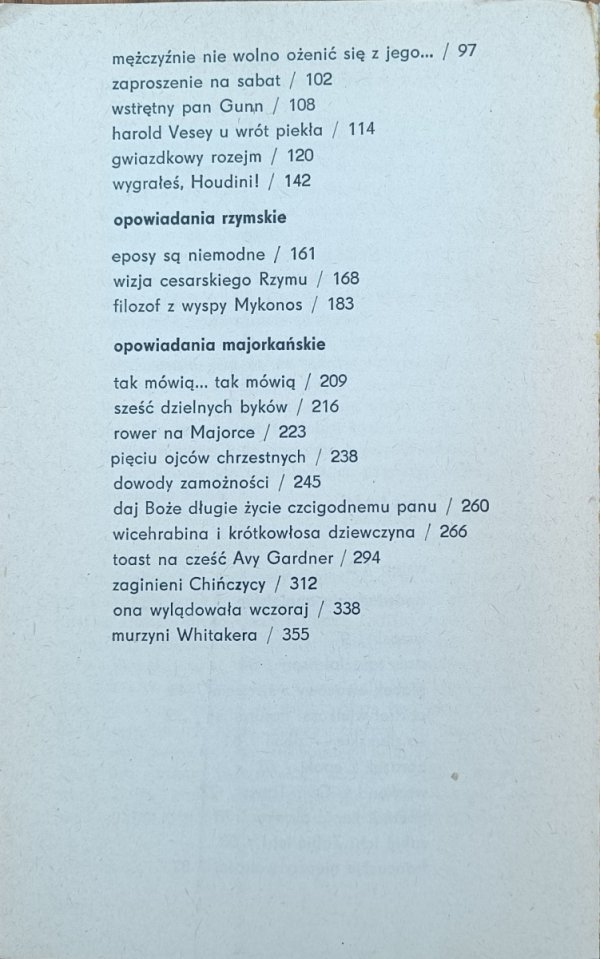 mężczyźnie nie wolno ożenić się z jego... / 97
zaproszenie na sabat / 102
wstrętny pan Gunn / 108
harold Vesey u wrót piekła / 114
gwiazdkowy rozejm / 120
wygrałeś, Houdini! / 142
opowiadania rzymskie
eposy są niemodne / 161
wizja cesarskiego Rzymu / 168
filozof z wyspy Mykonos / 183
opowiadania majorkańskie
tak mówią... tak mówią / 209
sześć dzielnych byków / 216
rower na Majorce / 223
pięciu ojców chrzestnych / 238
dowody zamożności / 245
daj Boże długie życie czcigodnemu panu / 260
wicehrabina i krótkowłosa dziewczyna / 266
toast na cześć Avy Gardner / 294
zaginieni Chińczycy / 312
ona wylądowała wczoraj / 338
murzyni Whitakera / 355